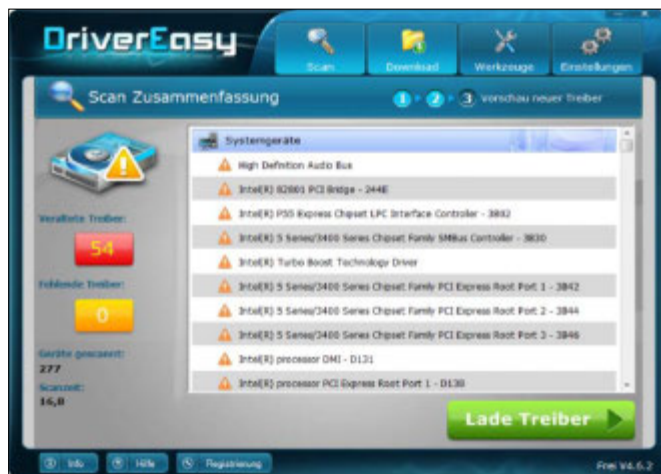 DriverEasy
Scan
Download
Werkzeuge
Einstellungen
Scan Zusammenfassung
1 2 3 Vorschau neuer Treiber
Systemgeräte
High Definition Audio Bus
Intel(R) 82801 PCI Bridge - 244E
Veraltete Treiber:
54
Intel(R) P55 Express Chipset LPC Interface Controller - 3B02
Intel(R) 5 Series/3400 Series Chipset Family SMBus Controller - 3B30
Intel(R) Turbo Boost Technology Driver
Fehlende Treiber:
0
Intel(R) 5 Series/3400 Series Chipset Family PCI Express Root Port 1 - 3B42
Intel(R) 5 Series/3400 Series Chipset Family PCI Express Root Port 2 - 3B44
Intel(R) 5 Series/3400 Series Chipset Family PCI Express Root Port 3 - 3B46
Geräte gescannt:
277
Intel(R) processor DMI - D131
Scanzeit:
16,8
Intel(R) processor PCI Express Root Port 1 - D138
Lade Treiber
Info
Hilfe
Registrierung
Frei V4.6.2